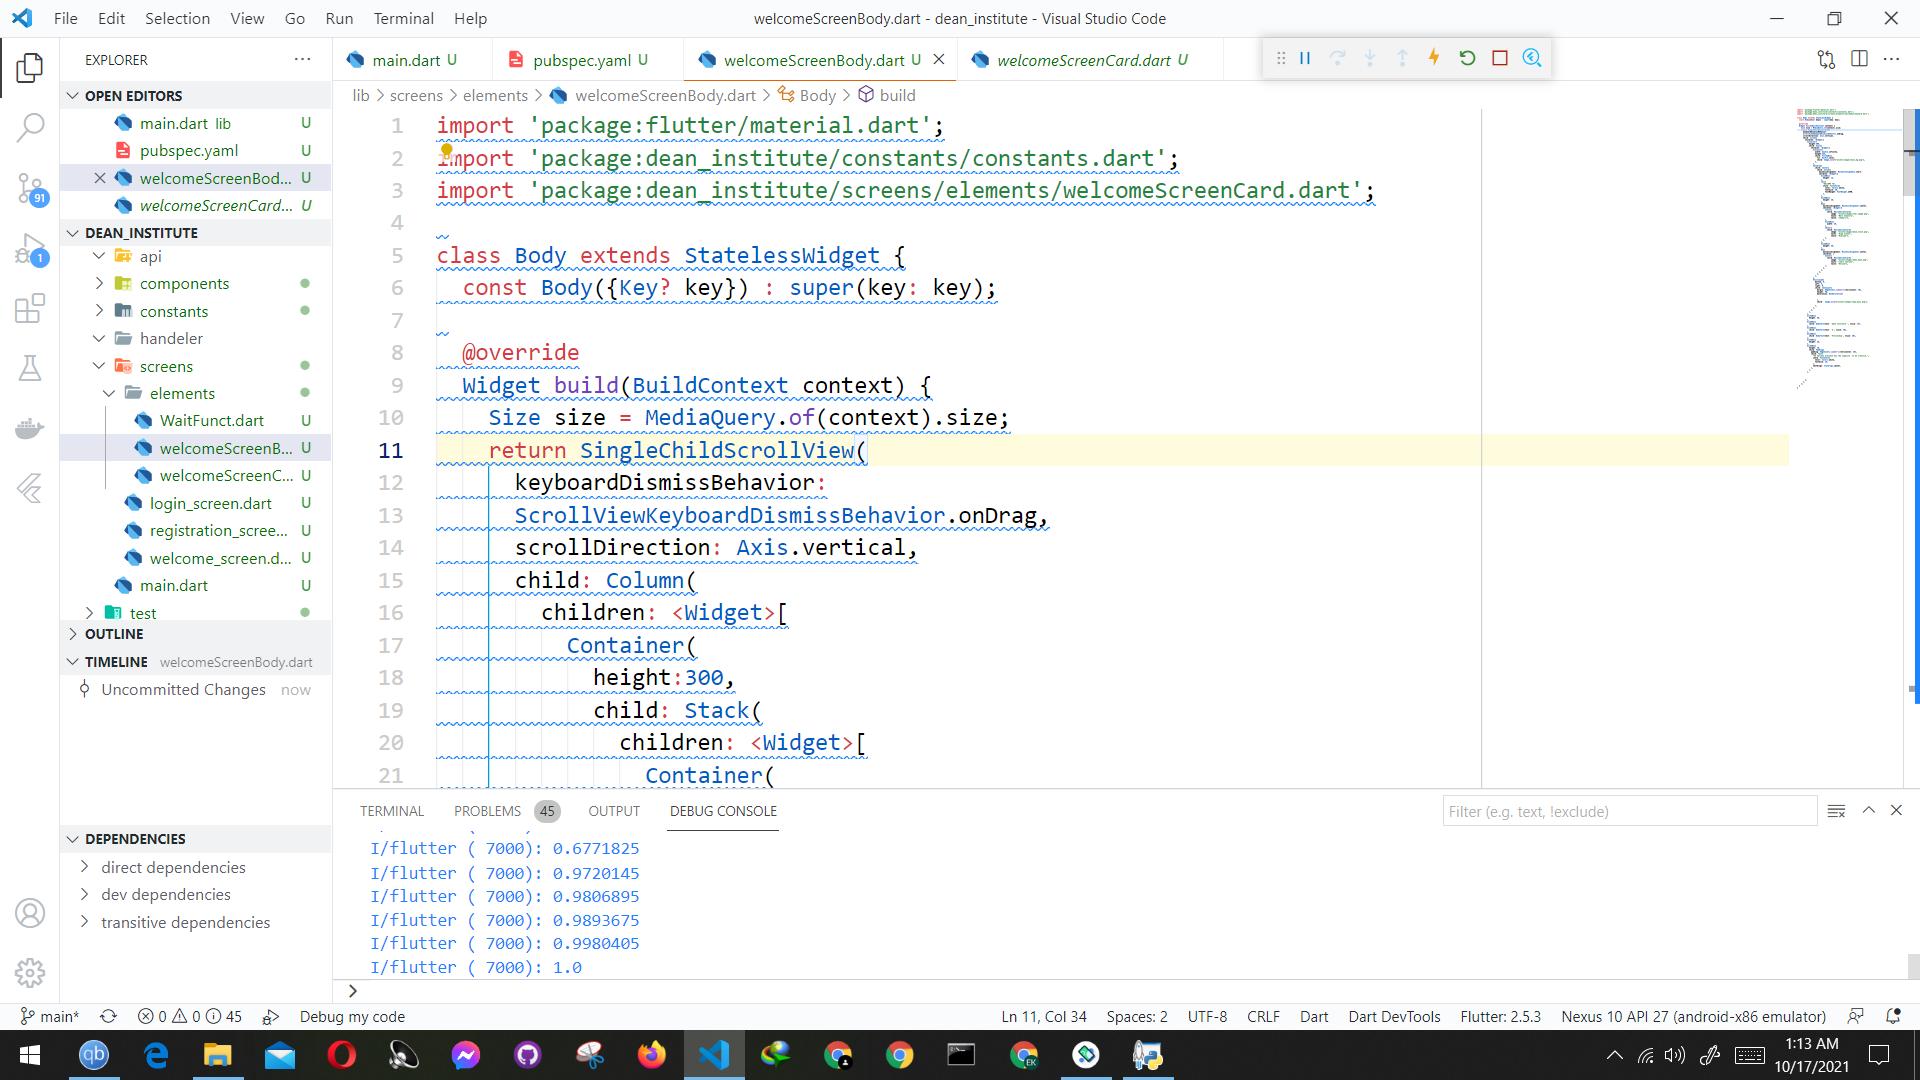 File Edit Selection View Go Run Terminal Help
welcomeScreenBody.dart - dean_institute - Visual Studio Code
EXPLORER
OPEN EDITORS
main.dart lib U
pubspec.yaml U
welcomeScreenBod... U
welcomeScreenCard... U
DEAN_INSTITUTE
api
components
constants
handeler
screens
elements
WaitFunct.dart U
welcomeScreenB... U
welcomeScreenC... U
login_screen.dart U
registration_scree... U
welcome_screen.d... U
main.dart U
test
OUTLINE
TIMELINE welcomeScreenBody.dart
Uncommitted Changes now
DEPENDENCIES
direct dependencies
dev dependencies
transitive dependencies
91
1
main.dart U
pubspec.yaml U
welcomeScreenBody.dart U
welcomeScreenCard.dart U
lib > screens > elements > welcomeScreenBody.dart > Body > build
1 import 'package:flutter/material.dart';
2 import 'package:dean_institute/constants/constants.dart';
3 import 'package:dean_institute/screens/elements/welcomeScreenCard.dart';
4
5 class Body extends StatelessWidget {
6 const Body({Key? key}) : super(key: key);
7
8 @override
9 Widget build(BuildContext context) {
10 Size size = MediaQuery.of(context).size;
11 return SingleChildScrollView(
12 keyboardDismissBehavior:
13 ScrollViewKeyboardDismissBehavior.onDrag,
14 scrollDirection: Axis.vertical,
15 child: Column(
16 children: <Widget>[
17 Container(
18 height:300,
19 child: Stack(
20 children: <Widget>[
21 Container(
TERMINAL PROBLEMS 45 OUTPUT DEBUG CONSOLE
Filter (e.g. text, !exclude)
I/flutter ( 7000): 0.6771825
I/flutter ( 7000): 0.9720145
I/flutter ( 7000): 0.9806895
I/flutter ( 7000): 0.9893675
I/flutter ( 7000): 0.9980405
I/flutter ( 7000): 1.0
main* 0 0 45 Debug my code
Ln 11, Col 34 Spaces: 2 UTF-8 CRLF Dart Dart DevTools Flutter: 2.5.3 Nexus 10 API 27 (android-x86 emulator)
qb
EK
1:13 AM
10/17/2021